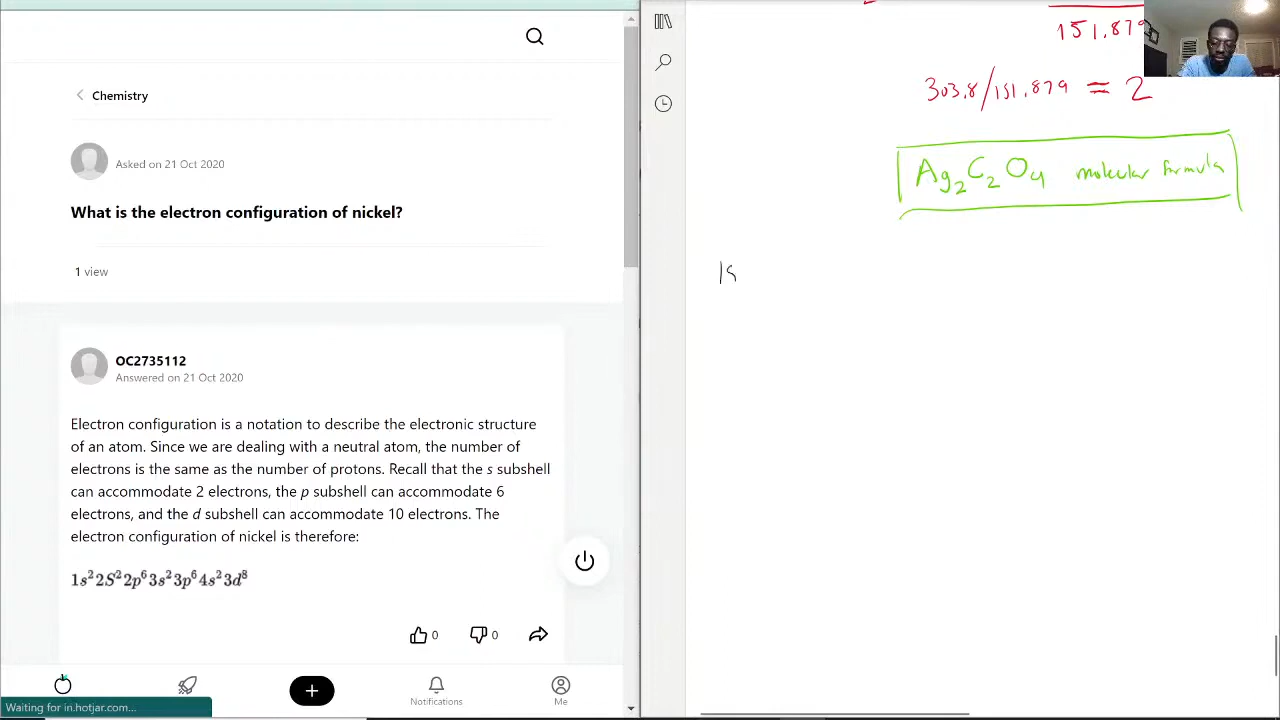 Chemistry
Asked on 21 Oct 2020
What is the electron configuration of nickel?
1 view
OC2735112
Answered on 21 Oct 2020
Electron configuration is a notation to describe the electronic structure
of an atom. Since we are dealing with a neutral atom, the number of
electrons is the same as the number of protons. Recall that the s subshell
can accommodate 2 electrons, the p subshell can accommodate 6
electrons, and the d subshell can accommodate 10 electrons. The
electron configuration of nickel is therefore:
1s²2S²2p⁶3s²3p⁶4s²3d⁸
0
0
Notifications
Me
Waiting for in.hotjar.com...
151.879
303.8/151.879 = 2
Ag₂C₂O₄ molecular formula
1s